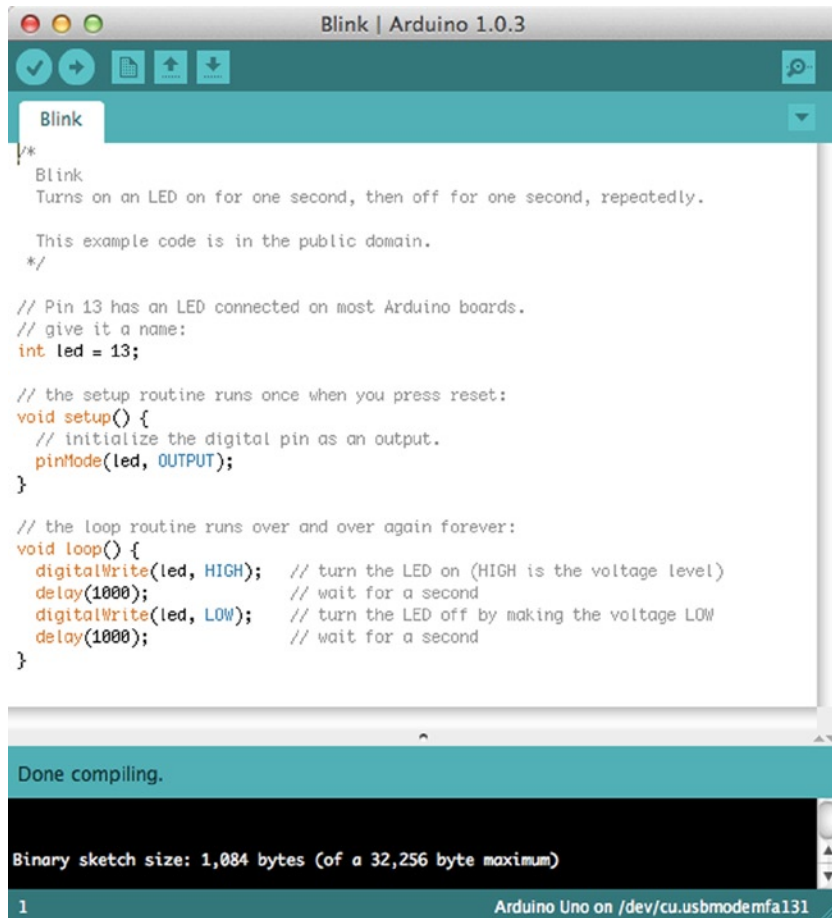 Blink | Arduino 1.0.3
Blink
/*
  Blink
  Turns on an LED on for one second, then off for one second, repeatedly.

  This example code is in the public domain.
 */

// Pin 13 has an LED connected on most Arduino boards.
// give it a name:
int led = 13;

// the setup routine runs once when you press reset:
void setup() {
  // initialize the digital pin as an output.
  pinMode(led, OUTPUT);
}

// the loop routine runs over and over again forever:
void loop() {
  digitalWrite(led, HIGH);   // turn the LED on (HIGH is the voltage level)
  delay(1000);               // wait for a second
  digitalWrite(led, LOW);    // turn the LED off by making the voltage LOW
  delay(1000);               // wait for a second
}
Done compiling.
Binary sketch size: 1,084 bytes (of a 32,256 byte maximum)
1 Arduino Uno on /dev/cu.usbmodemfa131